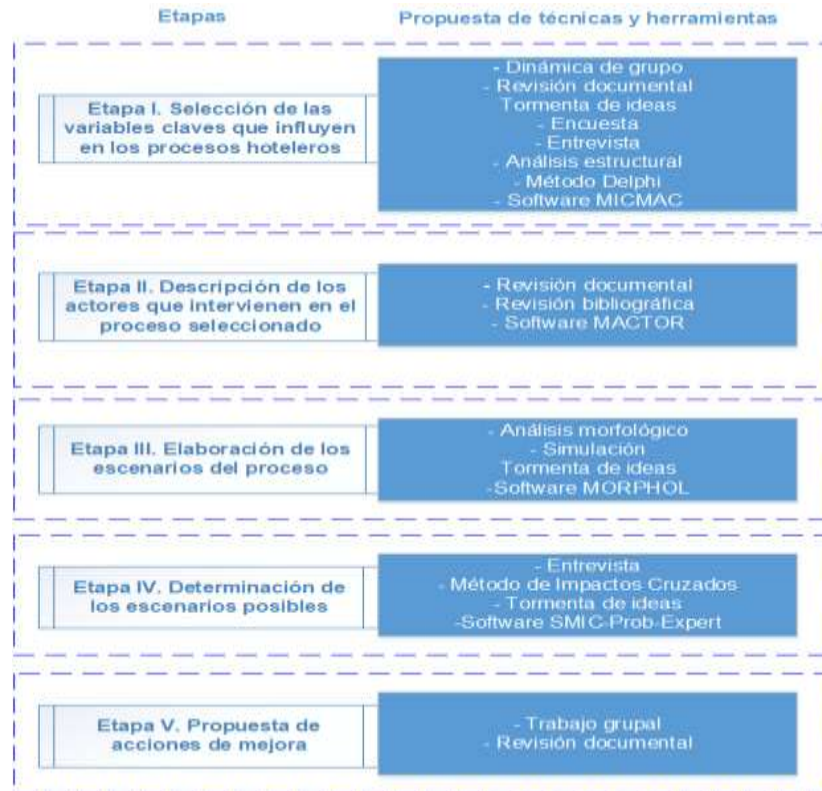 Etapas
Propuesta de técnicas y herramientas
Etapa I. Selección de las
variables claves que influyen
en los procesos hoteleros
- Dinámica de grupo
- Revisión documental
Tormenta de ideas
- Encuesta
- Entrevista
- Análisis estructural
- Método Delphi
- Software MICMAC
Etapa II. Descripción de los
actores que intervienen en el
proceso seleccionado
- Revisión documental
- Revisión bibliográfica
- Software MACTOR
Etapa III. Elaboración de los
escenarios del proceso
- Análisis morfológico
- Simulación
Tormenta de ideas
-Software MORPHOL
Etapa IV. Determinación de
los escenarios posibles
- Entrevista
- Método de Impactos Cruzados
- Tormenta de ideas
-Software SMIC-Prob-Expert
Etapa V. Propuesta de
acciones de mejora
- Trabajo grupal
- Revisión documental